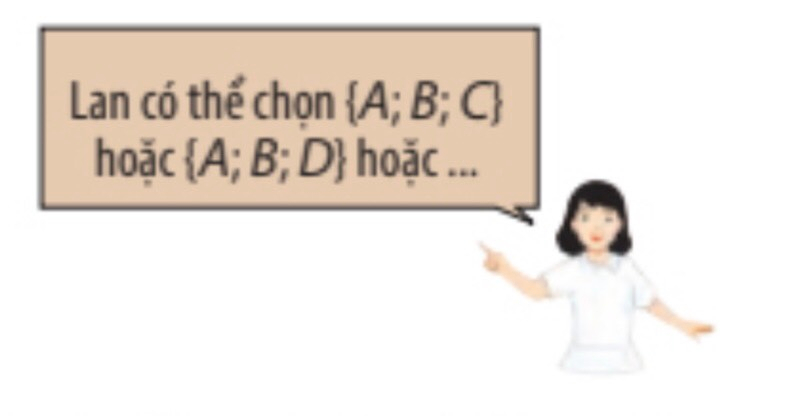 Lan có thể chọn {A; B; C}
hoặc {A; B; D} hoặc ...